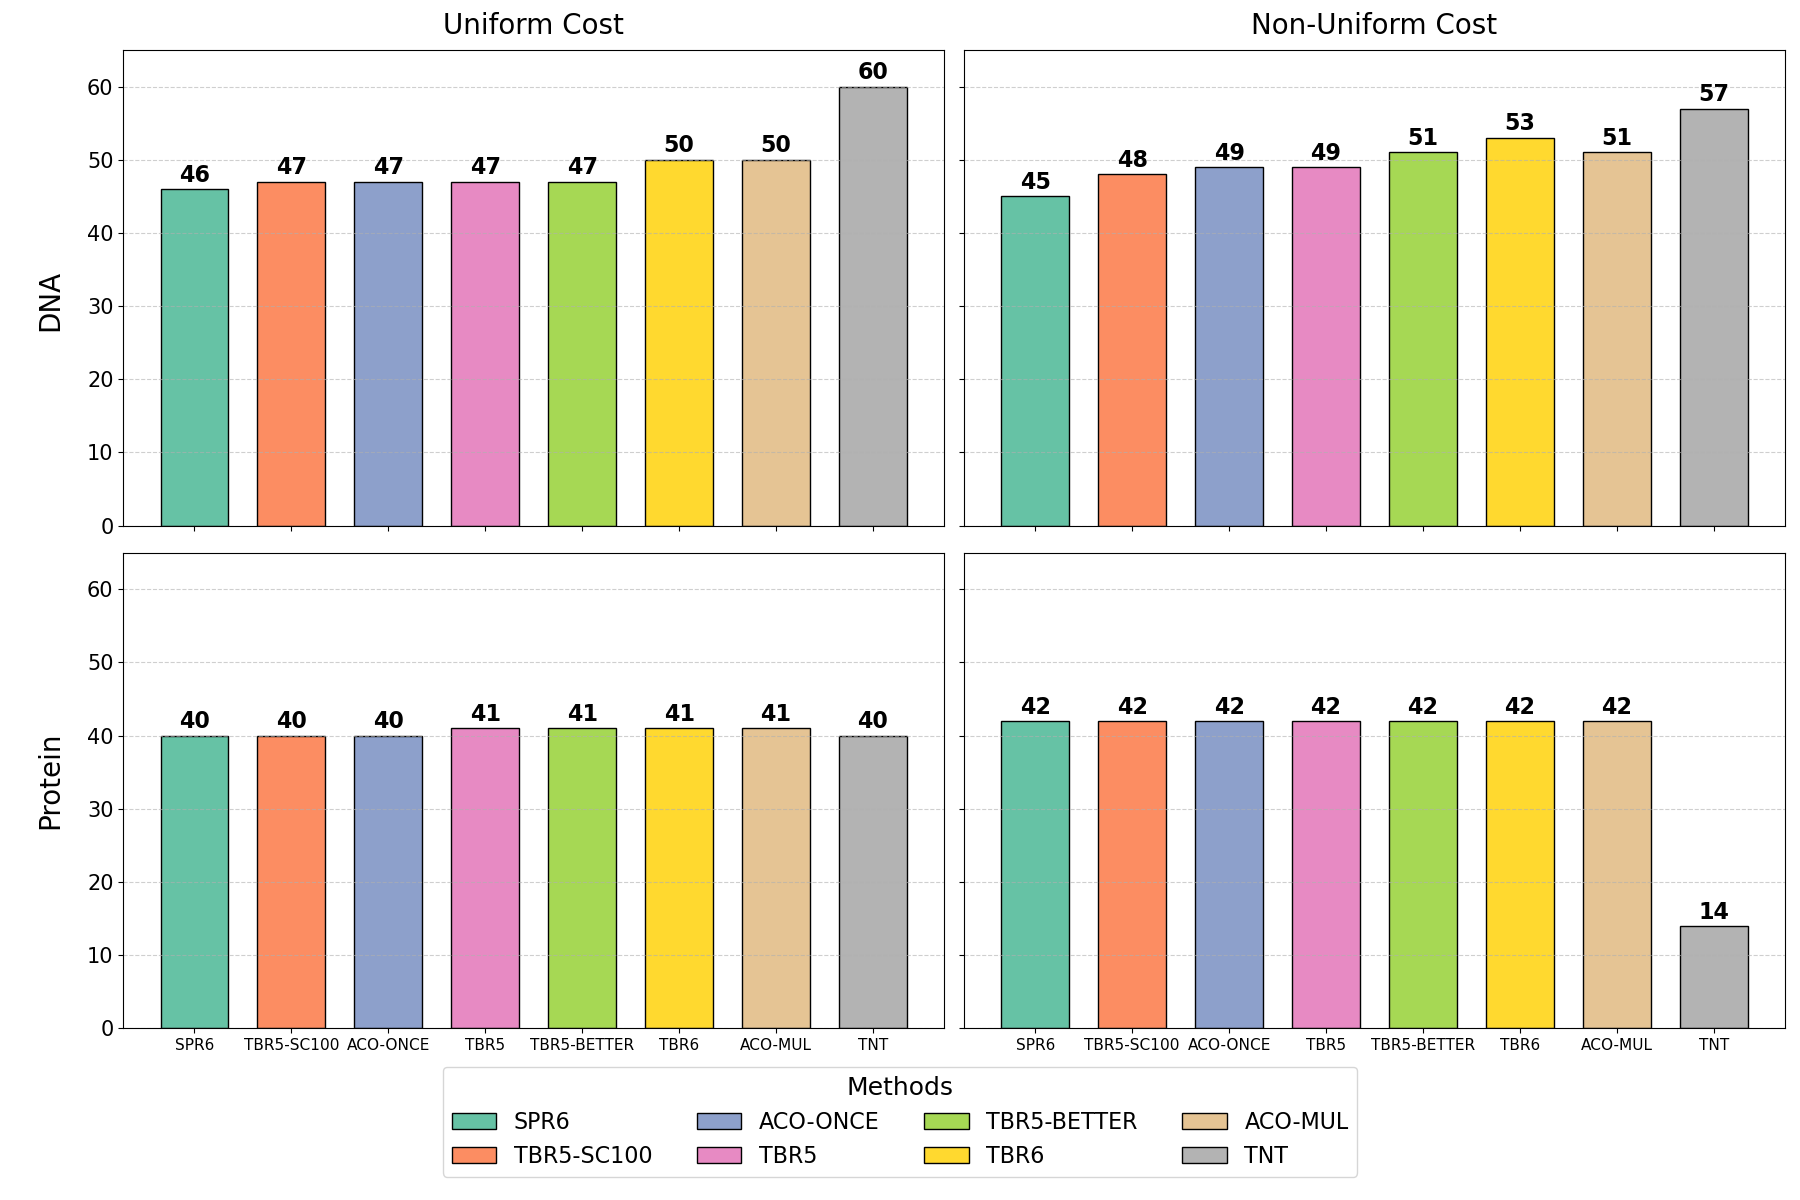 Uniform Cost
Non-Uniform Cost
DNA
60
50
40
30
20
10
0
46 47 47 47 47 50 50 60
45 48 49 49 51 53 51 57
Protein
60
50
40
30
20
10
0
40 40 40 41 41 41 41 40
42 42 42 42 42 42 42 14
SPR6 TBR5-SC100 ACO-ONCE TBR5 TBR5-BETTER TBR6 ACO-MUL TNT
SPR6 TBR5-SC100 ACO-ONCE TBR5 TBR5-BETTER TBR6 ACO-MUL TNT
Methods
SPR6 ACO-ONCE TBR5-BETTER ACO-MUL
TBR5-SC100 TBR5 TBR6 TNT